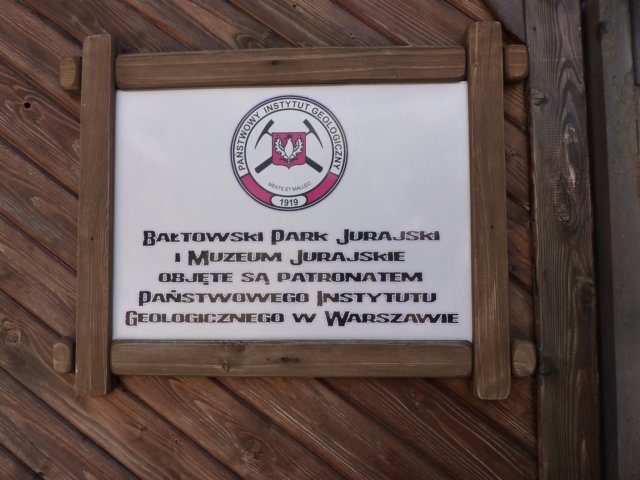 PAŃSTWOWY INSTYTUT GEOLOGICZNY
MENTE ET MALLEO
1919
BAŁTOWSKI PARK JURAJSKI
I MUZEUM JURAJSKIE
OBJĘTE SĄ PATRONATEM
PAŃSTWOWEGO INSTYTUTU
GEOLOGICZNEGO W WARSZAWIE